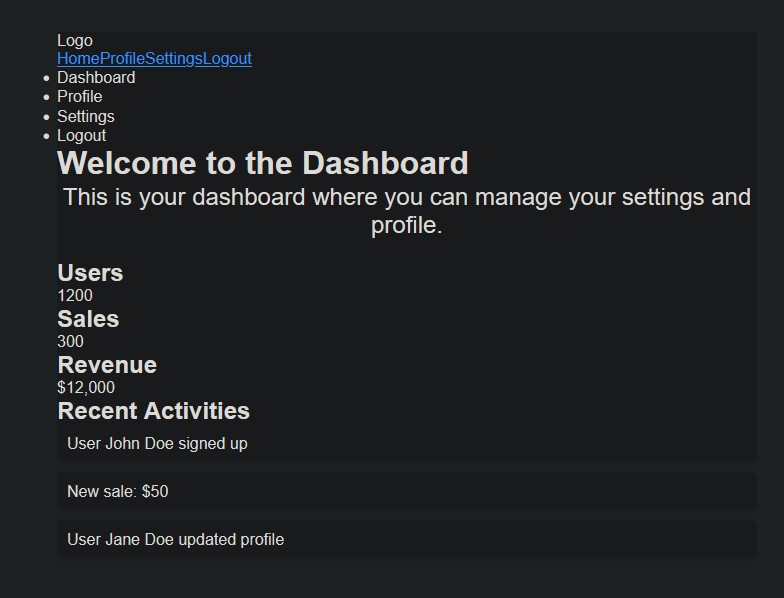 Logo
HomeProfileSettingsLogout
Dashboard
Profile
Settings
Logout
Welcome to the Dashboard
This is your dashboard where you can manage your settings and
profile.
Users
1200
Sales
300
Revenue
$12,000
Recent Activities
User John Doe signed up
New sale: $50
User Jane Doe updated profile